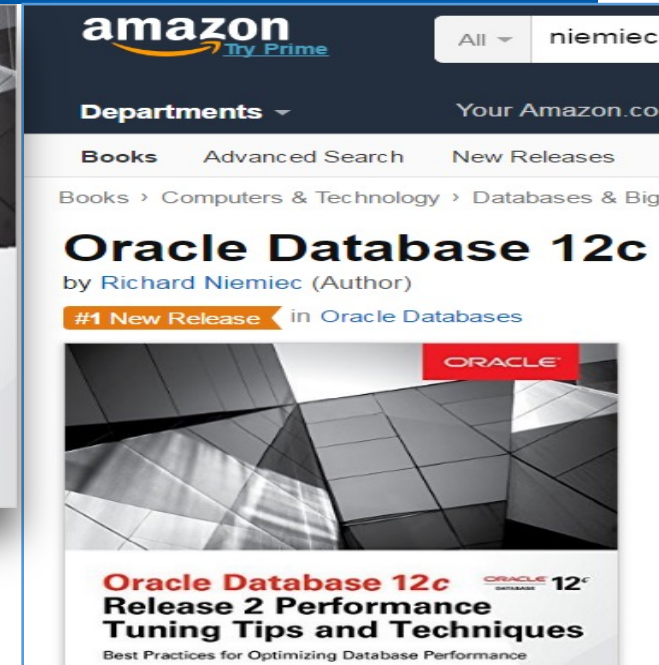 amazon
Try Prime
All
niemiec
Departments
Your Amazon.co
Books Advanced Search New Releases
Books › Computers & Technology › Databases & Big
Oracle Database 12c
by Richard Niemiec (Author)
#1 New Release in Oracle Databases
ORACLE
Oracle Database 12c
ORACLE DATABASE 12c
Release 2 Performance
Tuning Tips and Techniques
Best Practices for Optimizing Database Performance